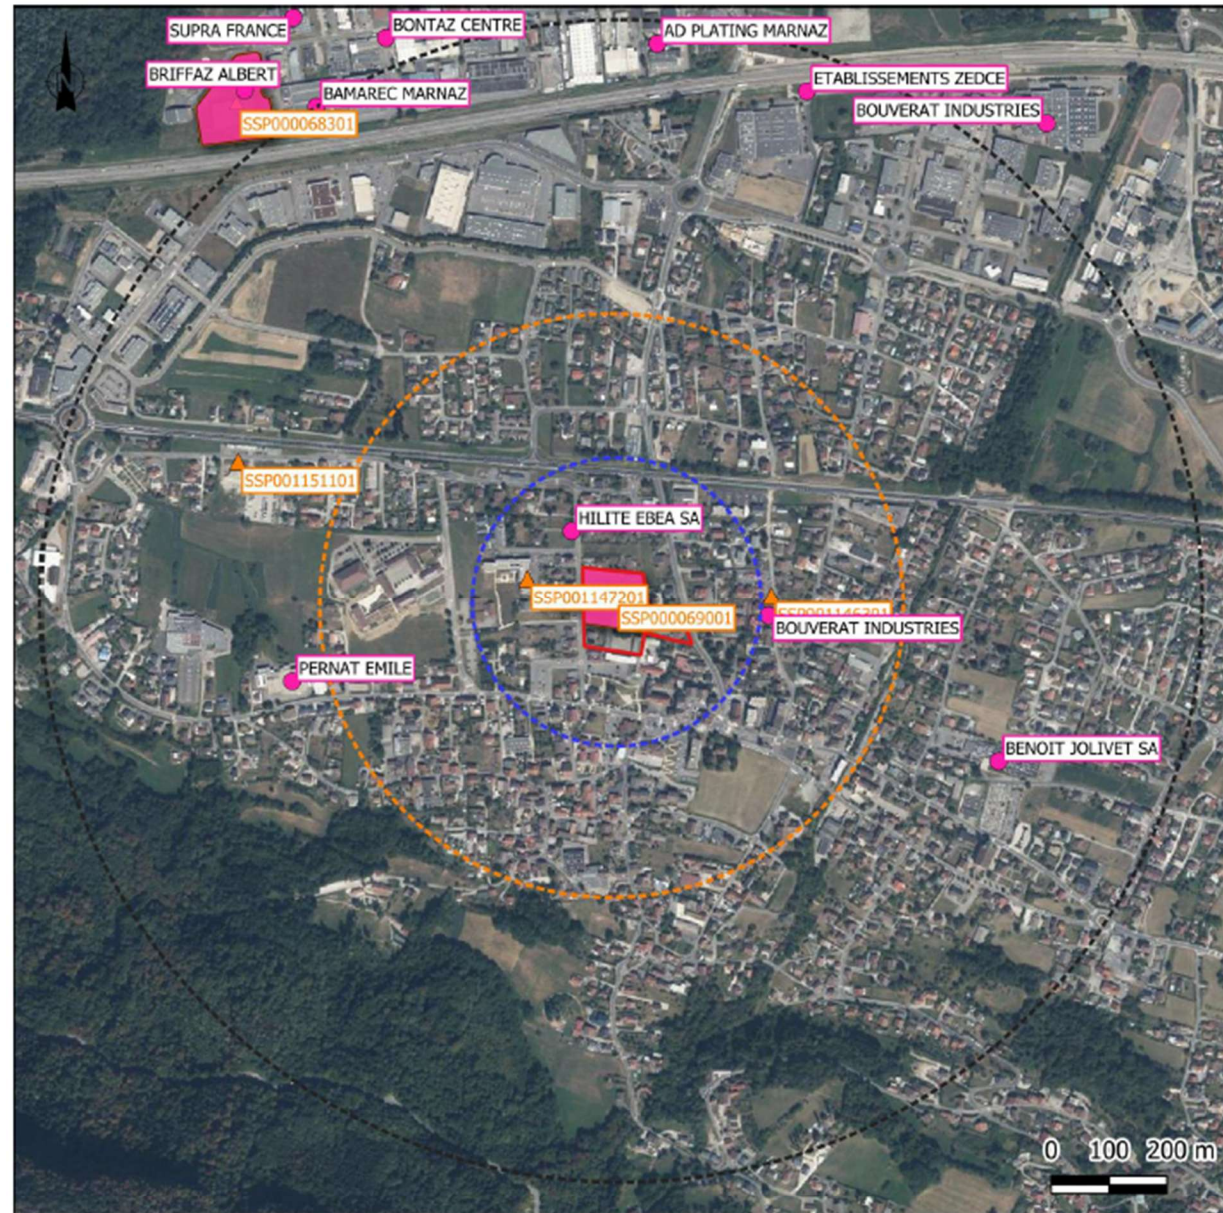 SUPRA FRANCE
BONTAZ CENTRE
AD PLATING MARNAZ
BRIFFAZ ALBERT
ETABLISSEMENTS ZEDCE
BAMAREC MARNAZ
BOUVERAT INDUSTRIES
SSP000068301
SSP001151101
HILITE EBEA SA
SSP001147201
SSP000069001
BOUVERAT INDUSTRIES
PERNAT EMILE
BENOIT JOLIVET SA
0 100 200 m